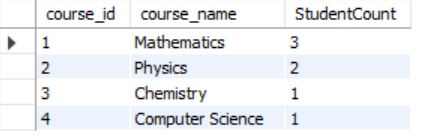 course_id course_name StudentCount
1 Mathematics 3
2 Physics 2
3 Chemistry 1
4 Computer Science 1